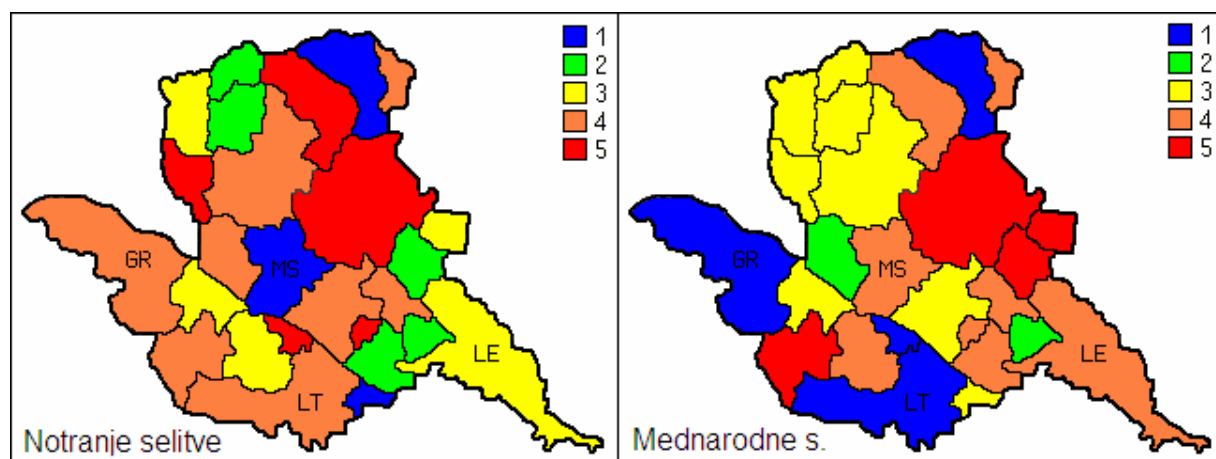 1
2
3
4
5
GR
MS
LE
LT
Notranje selitve
1
2
3
4
5
GR
MS
LE
LT
Mednarodne s.